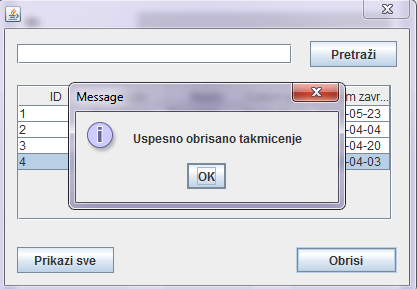 Pretraži
ID
m zavr...
1
-05-23
2
-04-04
3
-04-20
4
-04-03
Message
Uspesno obrisano takmicenje
OK
Prikazi sve
Obrisi